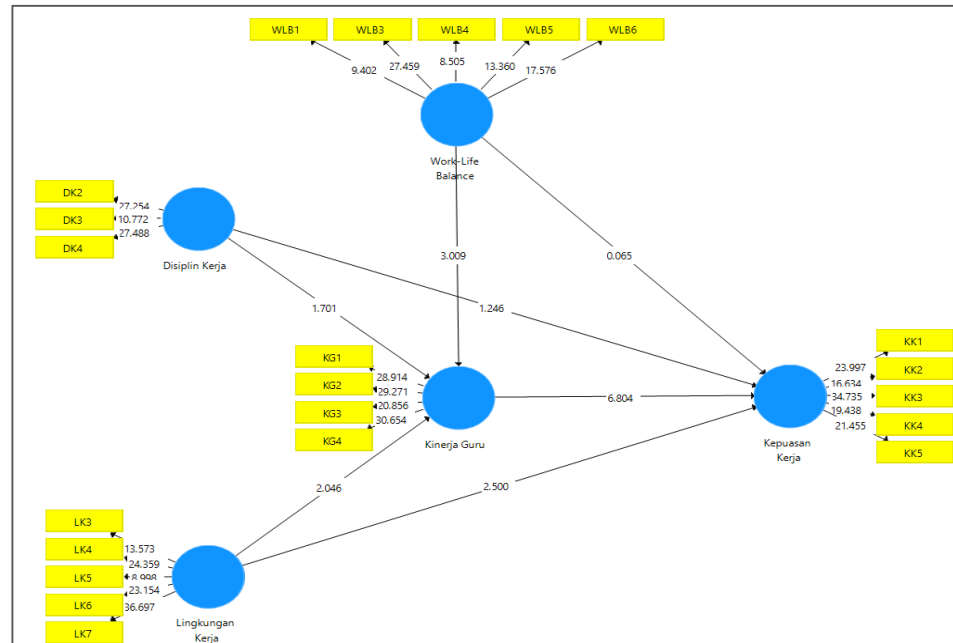 WLB1 WLB3 WLB4 WLB5 WLB6
9.402 27.459 8.505 13.360 17.576
Work-Life
Balance
DK2
DK3
DK4
27.254
10.772
27.488
Disiplin Kerja
3.009
0.065
1.701
1.246
KG1
KG2
KG3
KG4
28.914
29.271
20.856
30.654
Kinerja Guru
6.804
KK1
KK2
KK3
KK4
KK5
23.997
16.634
34.735
19.438
21.455
Kepuasan
Kerja
2.046
2.500
LK3
LK4
LK5
LK6
LK7
13.573
24.359
23.154
36.697
Lingkungan
Kerja